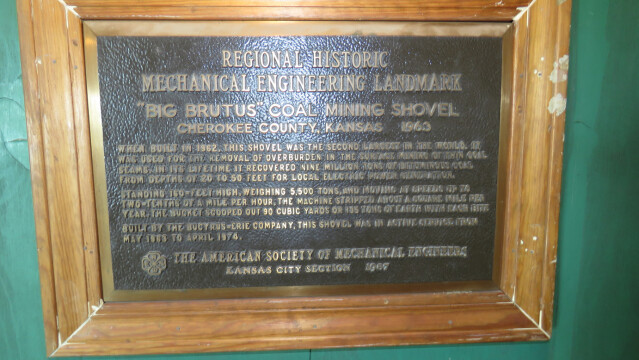 REGIONAL HISTORIC
MECHANICAL ENGINEERING LANDMARK
"BIG BRUTUS" COAL MINING SHOVEL
CHEROKEE COUNTY, KANSAS 1963
WHEN BUILT IN 1962, THIS SHOVEL WAS THE SECOND LARGEST IN THE WORLD. IT
WAS USED FOR THE REMOVAL OF OVERBURDEN IN THE SURFACE MINING OF THIN COAL
SEAMS. IN ITS LIFETIME IT RECOVERED NINE MILLION TONS OF BITUMINOUS COAL
FROM DEPTHS OF 20 TO 50 FEET FOR LOCAL ELECTRIC POWER GENERATION.
STANDING 160-FEET-HIGH, WEIGHING 5,500 TONS, AND MOVING AT SPEEDS UP TO
TWO-TENTHS OF A MILE PER HOUR, THE MACHINE STRIPPED ABOUT A SQUARE MILE PER
YEAR. THE BUCKET SCOOPED OUT 90 CUBIC YARDS OR 135 TONS OF EARTH WITH EACH BITE
BUILT BY THE BUCYRUS-ERIE COMPANY, THIS SHOVEL WAS IN ACTIVE SERVICE FROM
MAY 1963 TO APRIL 1974.
THE AMERICAN SOCIETY OF MECHANICAL ENGINEERS
KANSAS CITY SECTION 1987